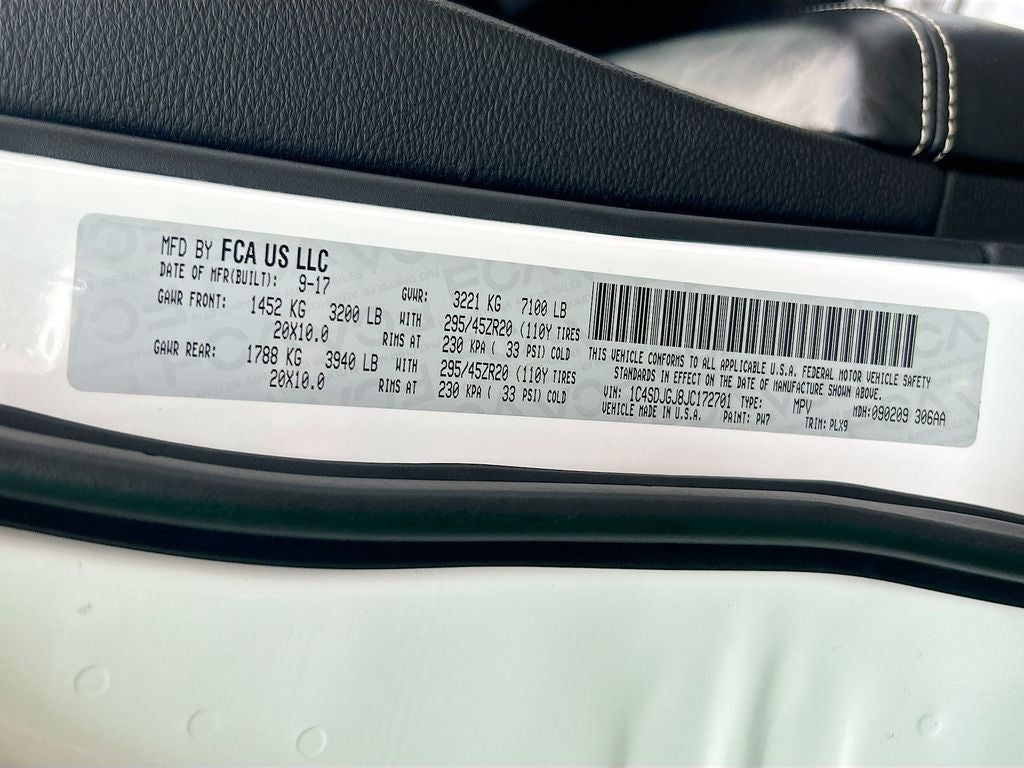 MFD BY FCA US LLC
DATE OF MFR(BUILT): 9-17
GVWR: 3221 KG 7100 LB
GAWR FRONT: 1452 KG 3200 LB WITH 295/45ZR20 (110Y TIRES
20X10.0 RIMS AT 230 KPA ( 33 PSI) COLD
GAWR REAR: 1788 KG 3940 LB WITH 295/45ZR20 (110Y TIRES
20X10.0 RIMS AT 230 KPA ( 33 PSI) COLD
THIS VEHICLE CONFORMS TO ALL APPLICABLE U.S.A. FEDERAL MOTOR VEHICLE SAFETY
STANDARDS IN EFFECT ON THE DATE OF MANUFACTURE SHOWN ABOVE.
VIN: 1C4SDJGJ8JC172701 TYPE: MPV MDH:090209 306AA
VEHICLE MADE IN U.S.A. PAINT: PW7 TRIM: PLX9